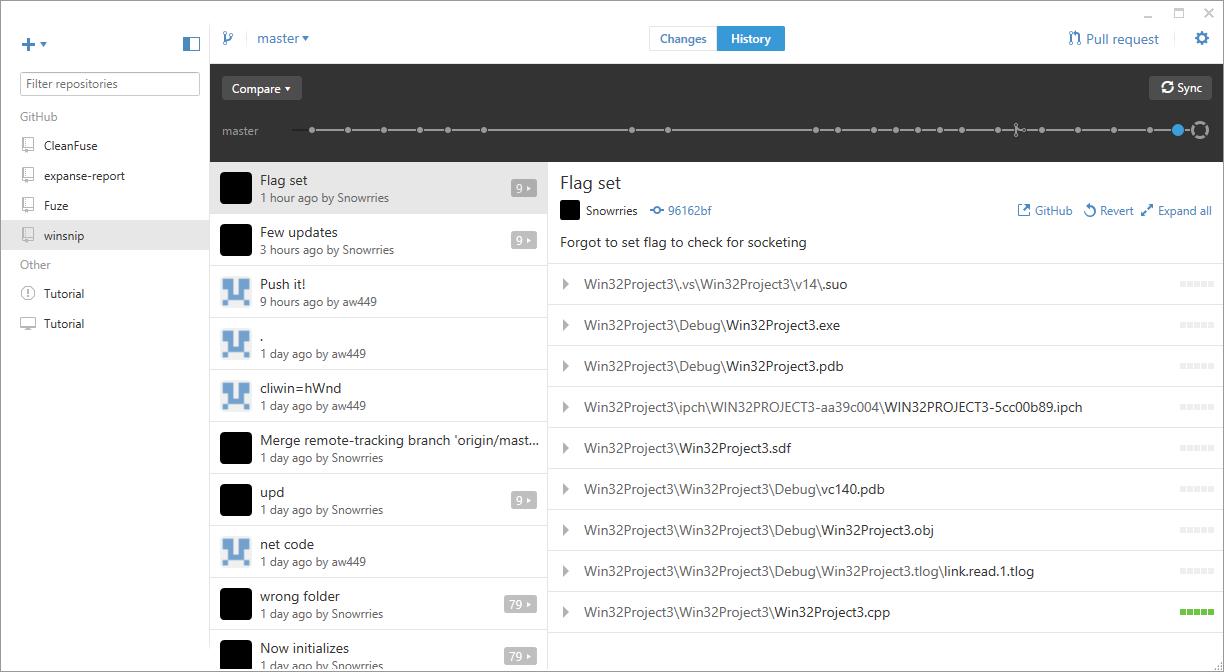 master ▾
Changes
History
Pull request
Filter repositories
GitHub
CleanFuse
expanse-report
Fuze
winsnip
Other
Tutorial
Tutorial
Compare ▾
Sync
master
Flag set
1 hour ago by Snowrries
9
Few updates
3 hours ago by Snowrries
9
Push it!
9 hours ago by aw449
.
1 day ago by aw449
cliwin=hWnd
1 day ago by aw449
Merge remote-tracking branch 'origin/mast...
1 day ago by Snowrries
upd
1 day ago by Snowrries
9
net code
1 day ago by aw449
wrong folder
1 day ago by Snowrries
79
Now initializes
1 day ago by Snowrries
79
Flag set
Snowrries
96162bf
GitHub
Revert
Expand all
Forgot to set flag to check for socketing
Win32Project3\.vs\Win32Project3\v14\.suo
Win32Project3\Debug\Win32Project3.exe
Win32Project3\Debug\Win32Project3.pdb
Win32Project3\ipch\WIN32PROJECT3-aa39c004\WIN32PROJECT3-5cc00b89.ipch
Win32Project3\Win32Project3.sdf
Win32Project3\Win32Project3\Debug\vc140.pdb
Win32Project3\Win32Project3\Debug\Win32Project3.obj
Win32Project3\Win32Project3\Debug\Win32Project3.tlog\link.read.1.tlog
Win32Project3\Win32Project3\Win32Project3.cpp